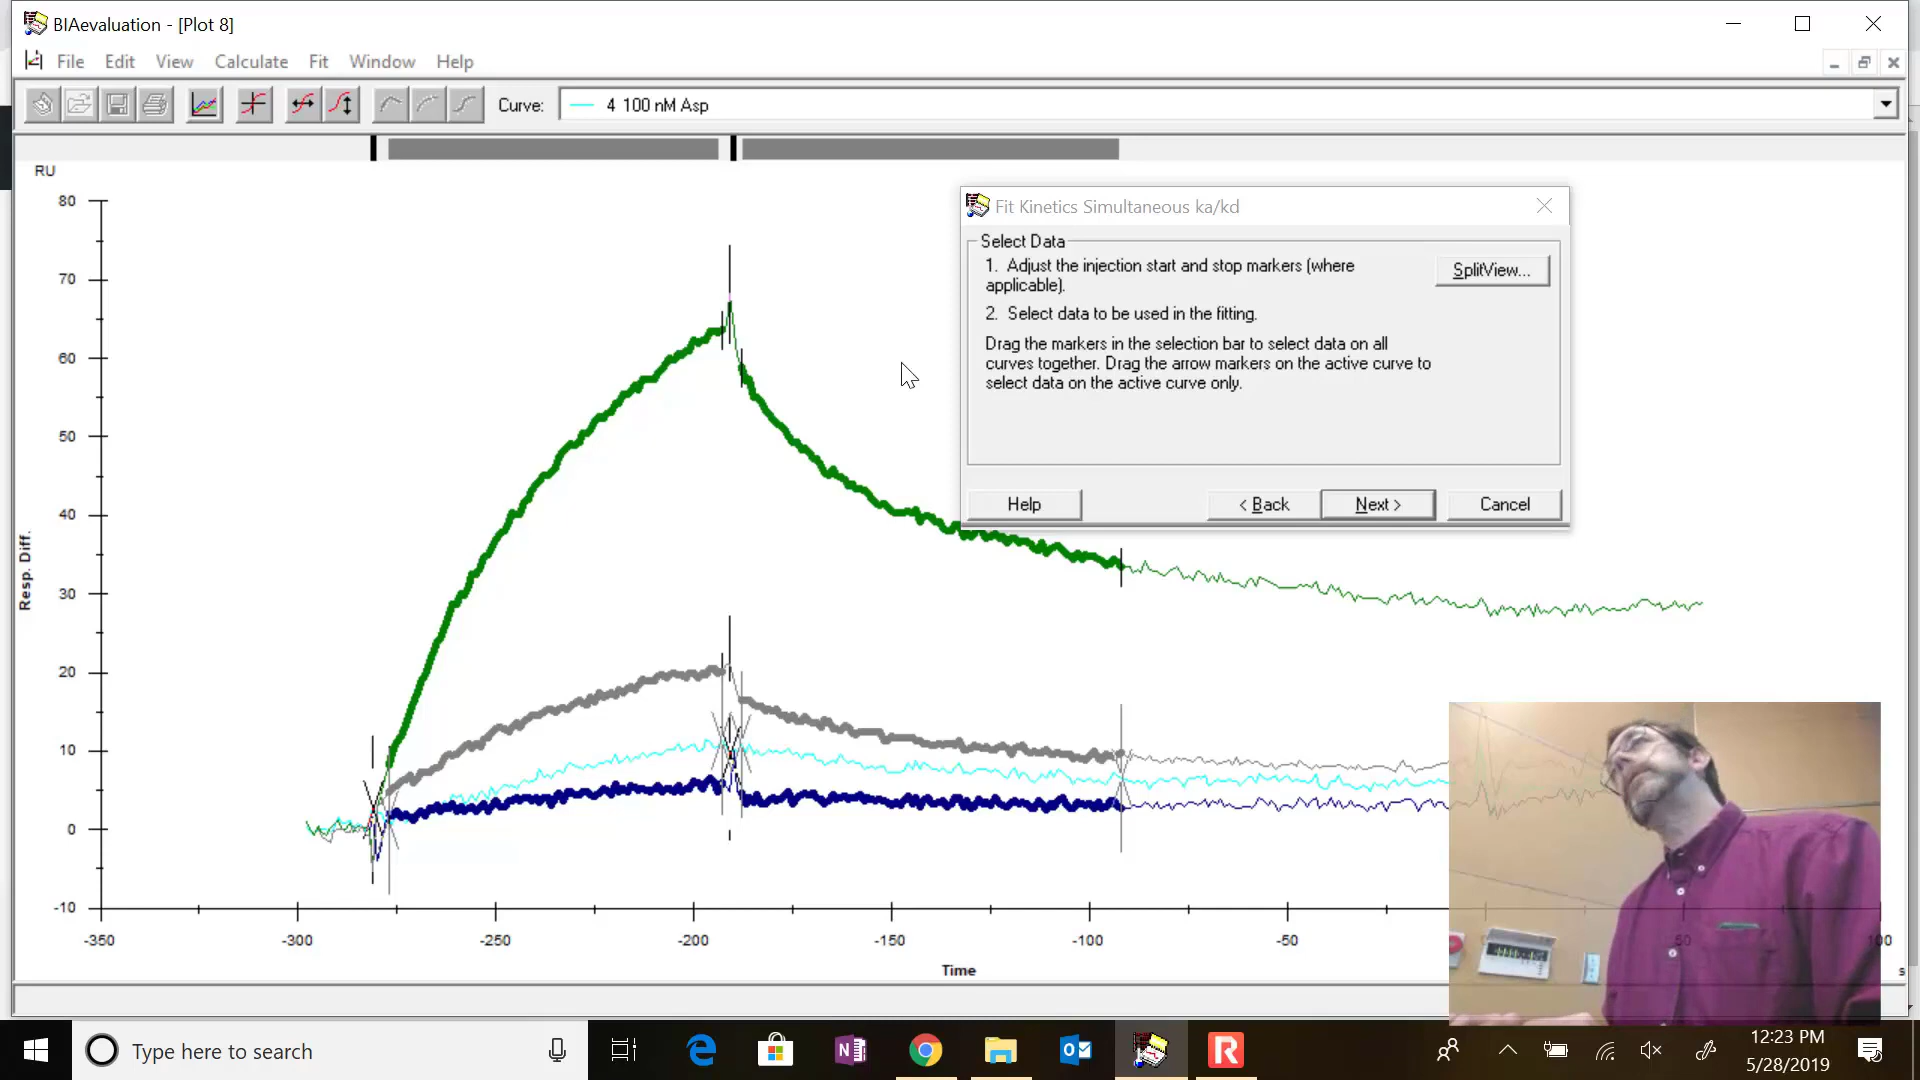 BIAevaluation - [Plot 8]
File Edit View Calculate Fit Window Help
Curve: 4 100 nM Asp
RU
80
70
60
50
40
30
20
10
0
-10
Resp. Diff.
-350 -300 -250 -200 -150 -100 -50 50 100
Time
s
Fit Kinetics Simultaneous ka/kd
Select Data
1. Adjust the injection start and stop markers (where
applicable).
SplitView...
2. Select data to be used in the fitting.
Drag the markers in the selection bar to select data on all
curves together. Drag the arrow markers on the active curve to
select data on the active curve only.
Help < Back Next > Cancel
Type here to search
12:23 PM
5/28/2019